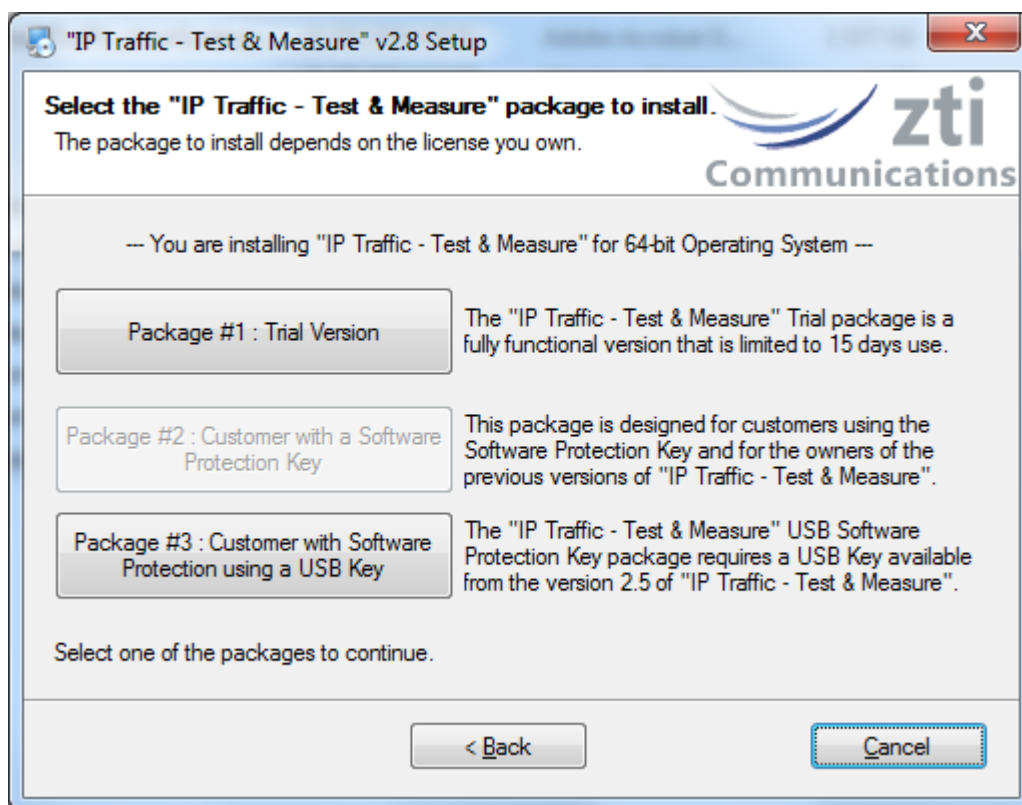 "IP Traffic - Test & Measure" v2.8 Setup
Select the "IP Traffic - Test & Measure" package to install.
The package to install depends on the license you own.
zti
Communications
--- You are installing "IP Traffic - Test & Measure" for 64-bit Operating System ---
Package #1 : Trial Version
The "IP Traffic - Test & Measure" Trial package is a
fully functional version that is limited to 15 days use.
Package #2 : Customer with a Software
Protection Key
This package is designed for customers using the
Software Protection Key and for the owners of the
previous versions of "IP Traffic - Test & Measure".
Package #3 : Customer with Software
Protection using a USB Key
The "IP Traffic - Test & Measure" USB Software
Protection Key package requires a USB Key available
from the version 2.5 of "IP Traffic - Test & Measure".
Select one of the packages to continue.
< Back
Cancel